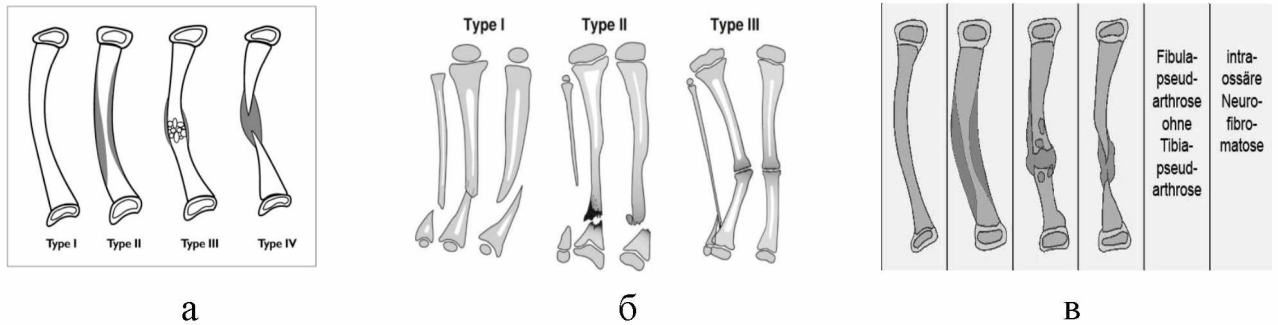 Type I
Type II
Type III
Type IV
а
Type I
Type II
Type III
б
Fibula-
pseud-
arthrose
ohne
Tibia-
pseud-
arthrose
intra-
ossäre
Neuro-
fibro-
matose
в